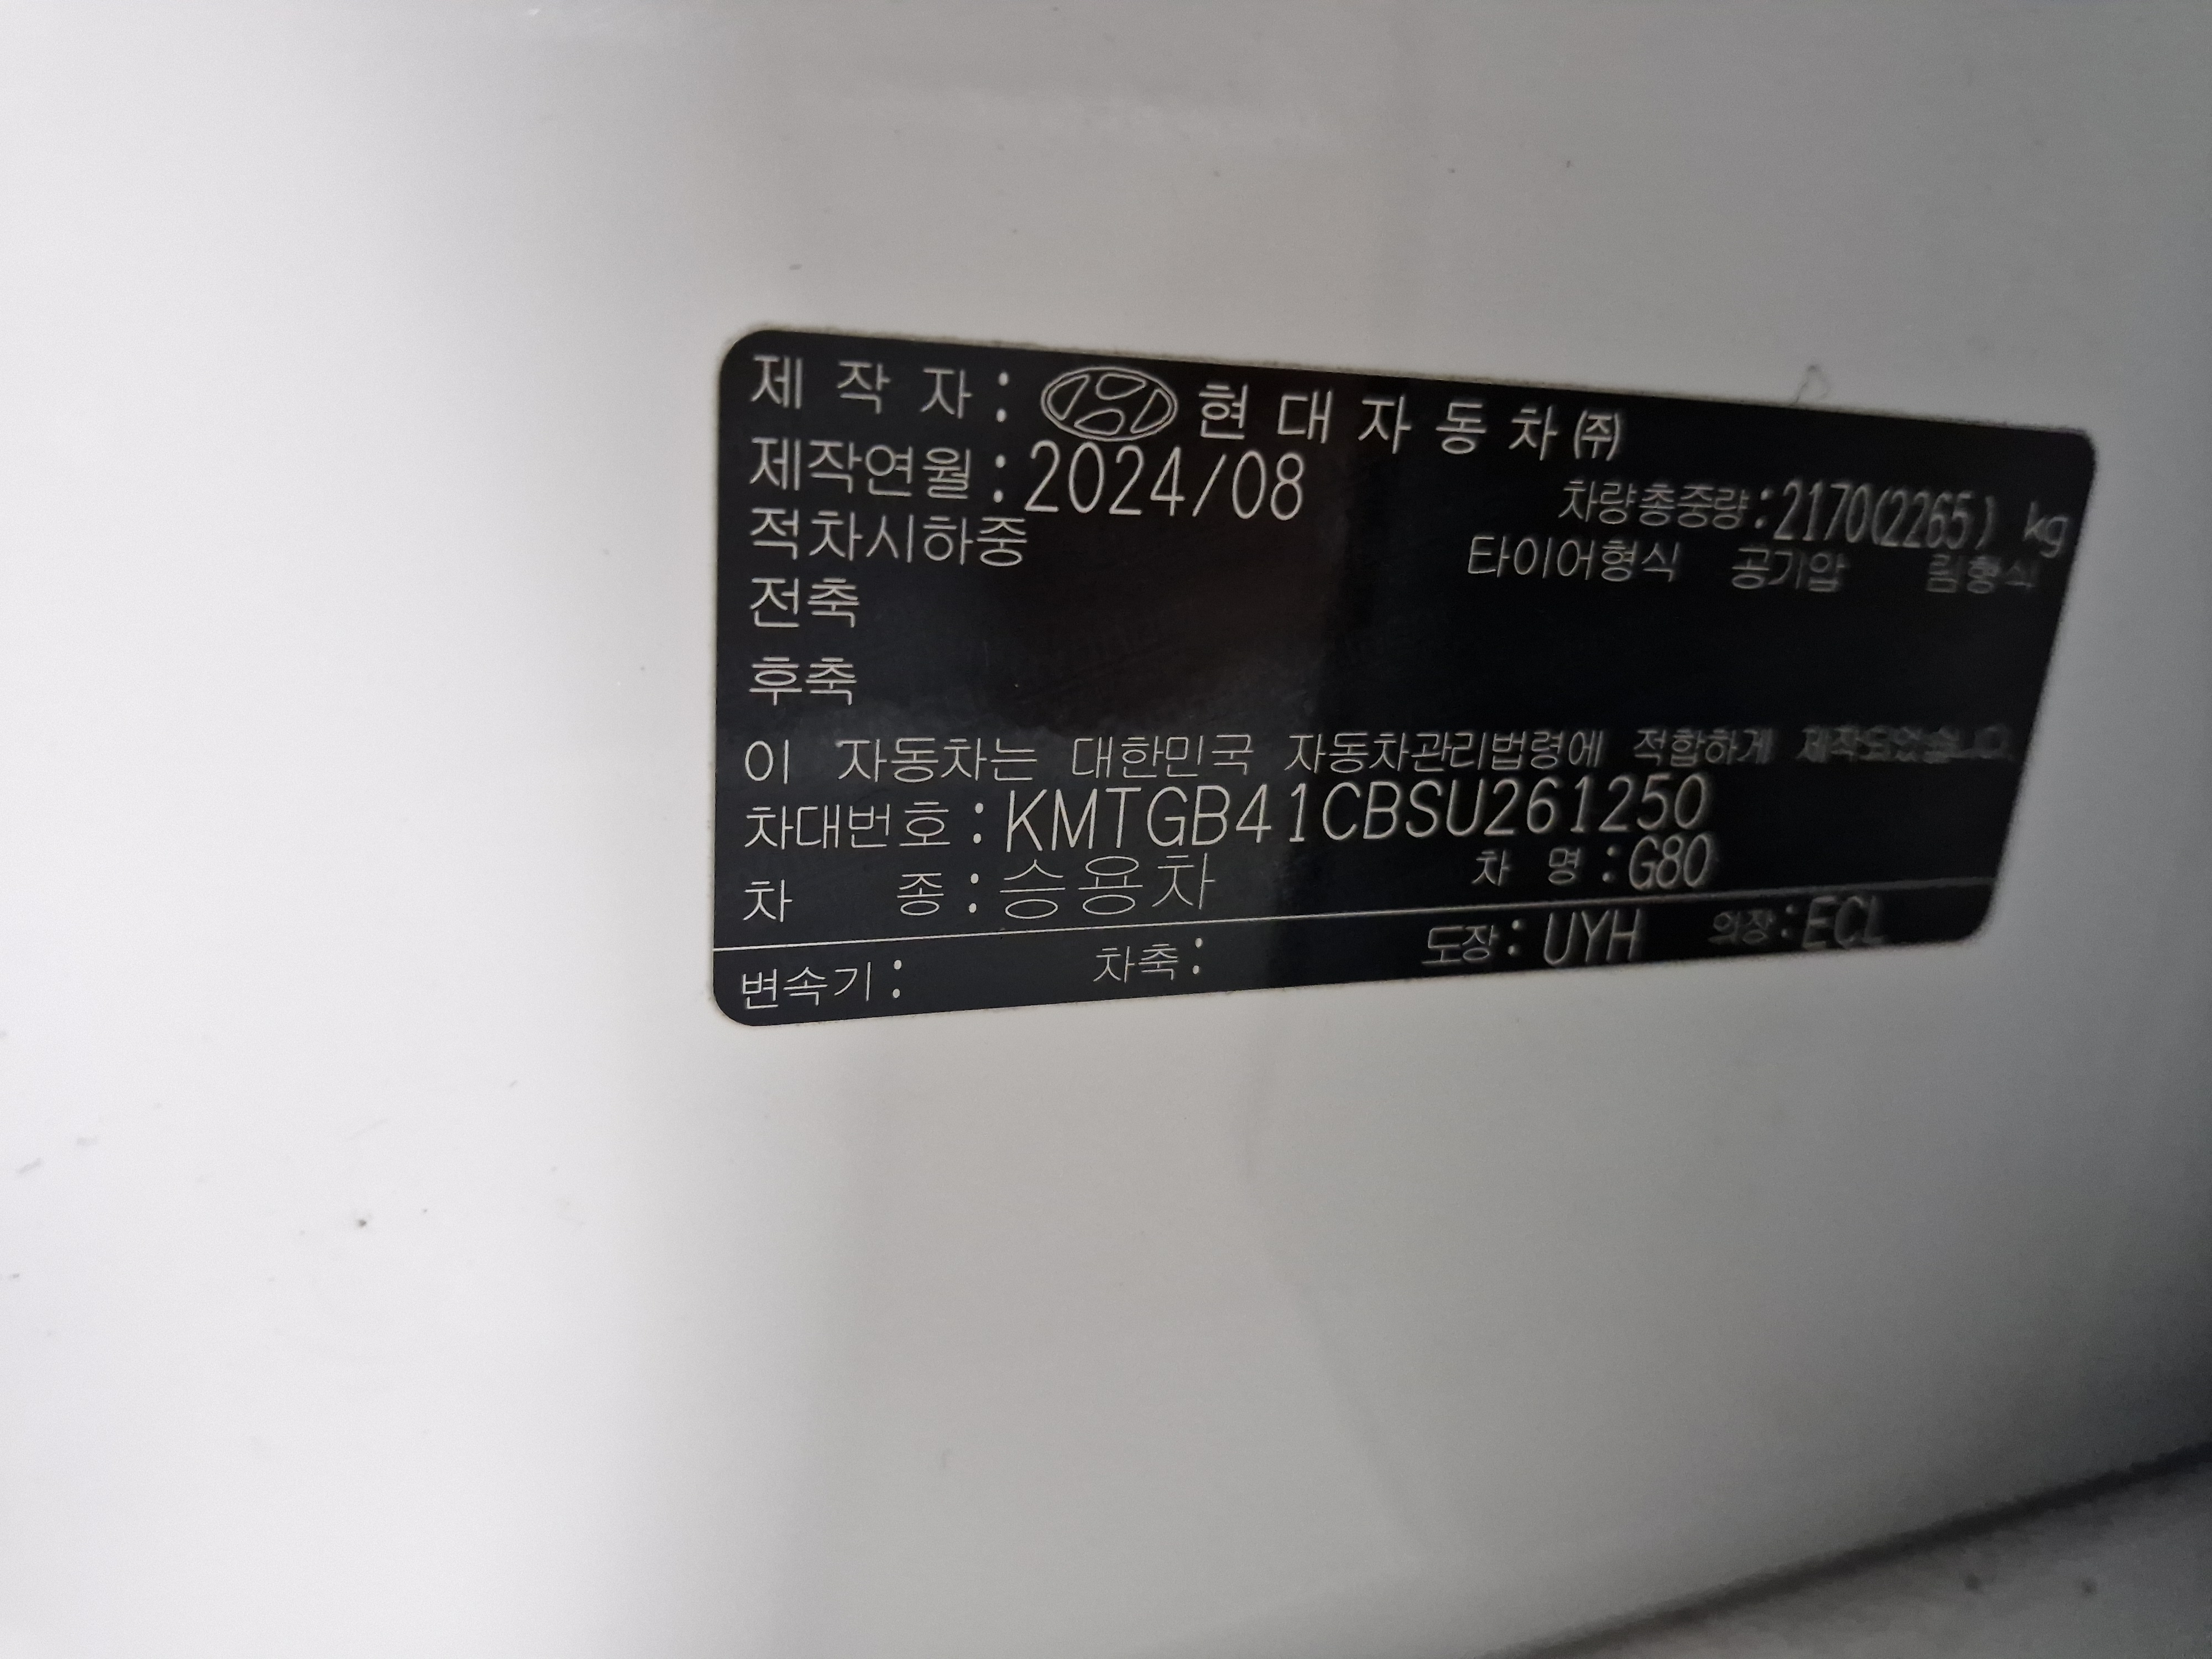 제 작 자 : 현 대 자 동 차 ㈜
제작연월 : 2024/08 차량총중량 : 2170(2265) kg
적차시하중 타이어형식 공기압 림형식
전축
후축
이 자동차는 대한민국 자동차관리법령에 적합하게 제작되었습니다.
차대번호 : KMTGB41CBSU261250
차 종 : 승용차 차 명 : G80
변속기 : 차축 : 도장 : UYH 의장 : ECL